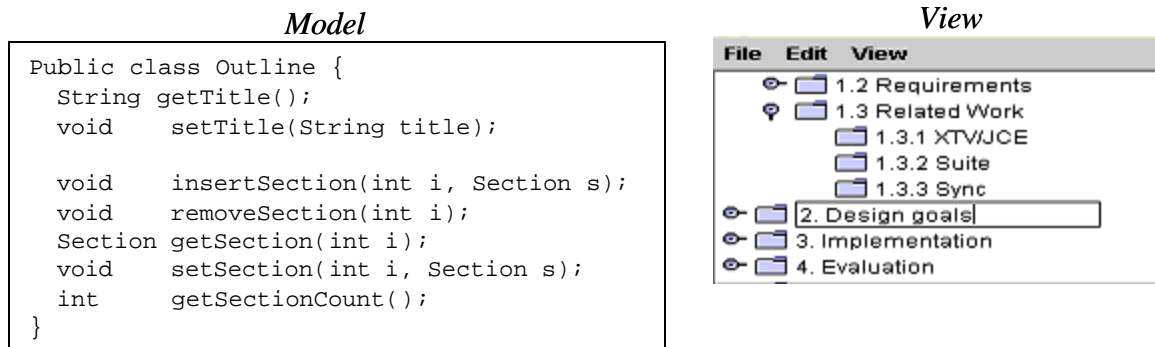 Model
Public class Outline {
String getTitle();
void setTitle(String title);
void insertSection(int i, Section s);
void removeSection(int i);
Section getSection(int i);
void setSection(int i, Section s);
int getSectionCount();
}
View
File Edit View
1.2 Requirements
1.3 Related Work
1.3.1 XTV/JCE
1.3.2 Suite
1.3.3 Sync
2. Design goals
3. Implementation
4. Evaluation